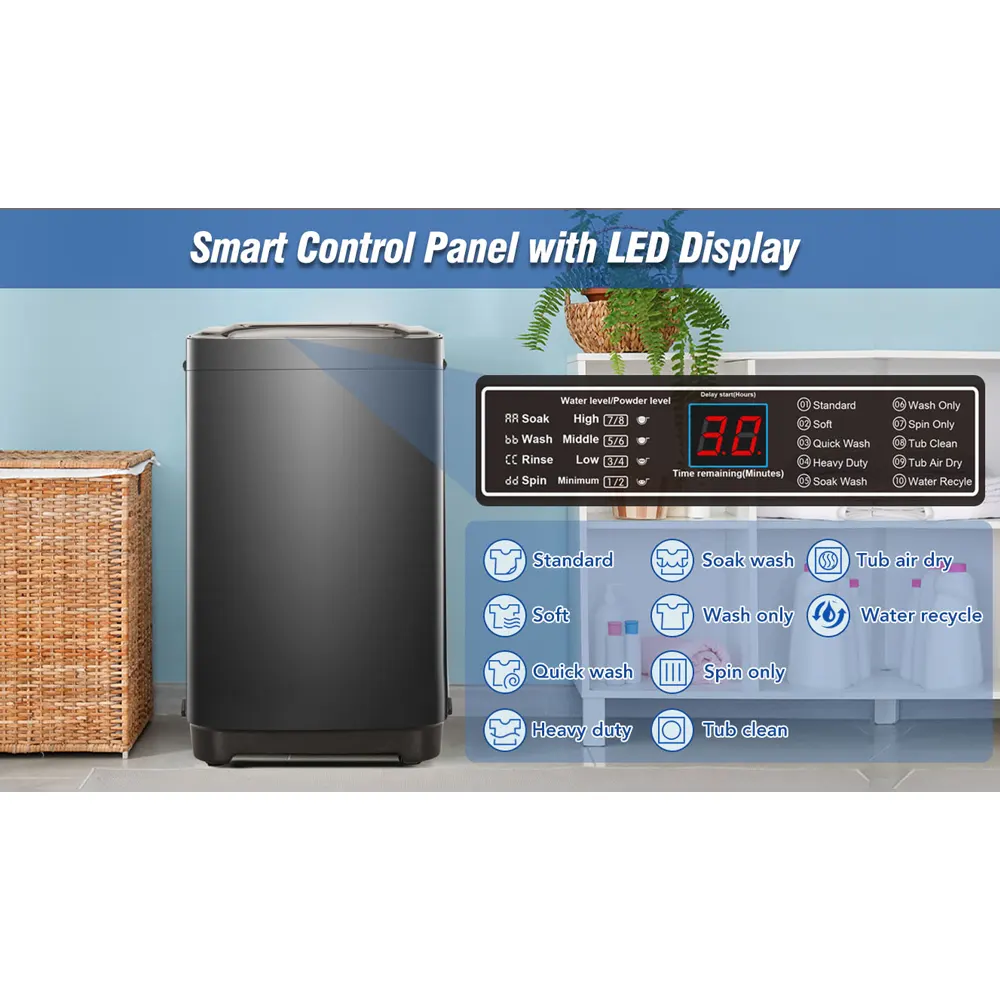 Smart Control Panel with LED Display
Water level/Powder level
Delay start(Hours)
AA Soak High 7/8
bb Wash Middle 5/6
CC Rinse Low 3/4
dd Spin Minimum 1/2
3.0.
Time remaining(Minutes)
01 Standard
02 Soft
03 Quick Wash
04 Heavy Duty
05 Soak Wash
06 Wash Only
07 Spin Only
08 Tub Clean
09 Tub Air Dry
10 Water Recyle
Standard
Soft
Quick wash
Heavy duty
Soak wash
Wash only
Spin only
Tub clean
Tub air dry
Water recycle